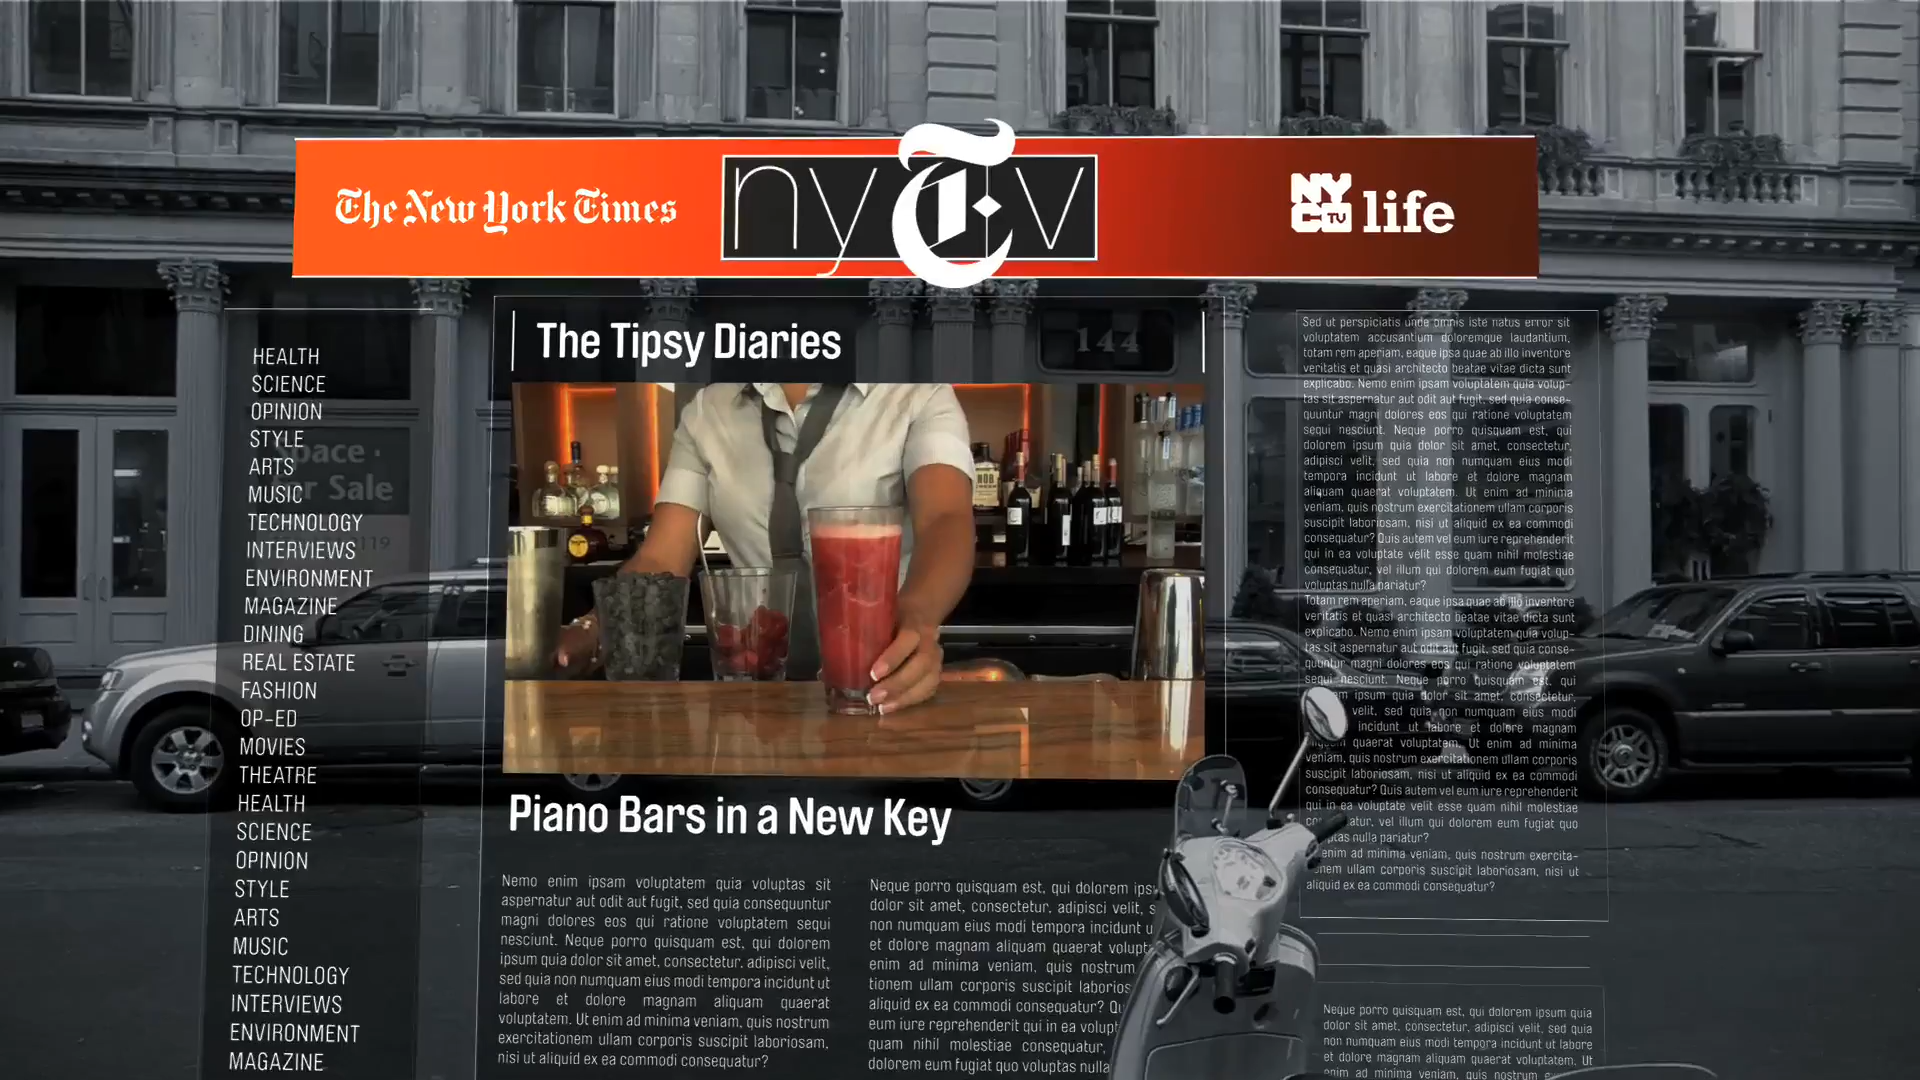 The New York Times
nyTv
NYC TV life
The Tipsy Diaries
144
HEALTH
SCIENCE
OPINION
STYLE
ARTS
MUSIC
TECHNOLOGY
INTERVIEWS
ENVIRONMENT
MAGAZINE
DINING
REAL ESTATE
FASHION
OP-ED
MOVIES
THEATRE
HEALTH
SCIENCE
OPINION
STYLE
ARTS
MUSIC
TECHNOLOGY
INTERVIEWS
ENVIRONMENT
MAGAZINE
Space
for Sale
119
Piano Bars in a New Key
Nemo enim ipsam voluptatem quia voluptas sit
aspernatur aut odit aut fugit, sed quia consequuntur
magni dolores eos qui ratione voluptatem sequi
nesciunt. Neque porro quisquam est, qui dolorem
ipsum quia dolor sit amet, consectetur, adipisci velit,
sed quia non numquam eius modi tempora incidunt ut
labore et dolore magnam aliquam quaerat
voluptatem. Ut enim ad minima veniam, quis nostrum
exercitationem ullam corporis suscipit laboriosam,
nisi ut aliquid ex ea commodi consequatur?
Neque porro quisquam est, qui dolorem ips
dolor sit amet, consectetur, adipisci velit, s
non numquam eius modi tempora incidunt u
et dolore magnam aliquam quaerat volupt
enim ad minima veniam, quis nostrum
tionem ullam corporis suscipit laborios
aliquid ex ea commodi consequatur? Qu
eum iure reprehenderit qui in ea volupt
quam nihil molestiae consequatur,
dolorem eum fugiat quo voluptas nulla
Sed ut perspiciatis unde omnis iste natus error sit
voluptatem accusantium doloremque laudantium,
totam rem aperiam, eaque ipsa quae ab illo inventore
veritatis et quasi architecto beatae vitae dicta sunt
explicabo. Nemo enim ipsam voluptatem quia volup-
tas sit aspernatur aut odit aut fugit, sed quia conse-
quuntur magni dolores eos qui ratione voluptatem
sequi nesciunt. Neque porro quisquam est, qui
dolorem ipsum quia dolor sit amet, consectetur,
adipisci velit, sed quia non numquam eius modi
tempora incidunt ut labore et dolore magnam
aliquam quaerat voluptatem. Ut enim ad minima
veniam, quis nostrum exercitationem ullam corporis
suscipit laboriosam, nisi ut aliquid ex ea commodi
consequatur? Quis autem vel eum iure reprehenderit
qui in ea voluptate velit esse quam nihil molestiae
consequatur, vel illum qui dolorem eum fugiat quo
voluptas nulla pariatur?
Totam rem aperiam, eaque ipsa quae ab illo inventore
veritatis et quasi architecto beatae vitae dicta sunt
explicabo. Nemo enim ipsam voluptatem quia volup-
tas sit aspernatur aut odit aut fugit, sed quia conse-
quuntur magni dolores eos qui ratione voluptatem
sequi nesciunt. Neque porro quisquam est, qui
ipsum quia dolor sit amet, consectetur,
velit, sed quia non numquam eius modi
incidunt ut labore et dolore magnam
quaerat voluptatem. Ut enim ad minima
veniam, quis nostrum exercitationem ullam corporis
suscipit laboriosam, nisi ut aliquid ex ea commodi
consequatur? Quis autem vel eum iure reprehenderit
qui in ea voluptate velit esse quam nihil molestiae
atur, vel illum qui dolorem eum fugiat quo
ptas nulla pariatur?
enim ad minima veniam, quis nostrum exercita-
onem ullam corporis suscipit laboriosam, nisi ut
aliquid ex ea commodi consequatur?
Neque porro quisquam est, qui dolorem ipsum quia
dolor sit amet, consectetur, adipisci velit, sed quia
non numquam eius modi tempora incidunt ut labore
et dolore magnam aliquam quaerat voluptatem. Ut
enim ad minima veniam, quis nostrum